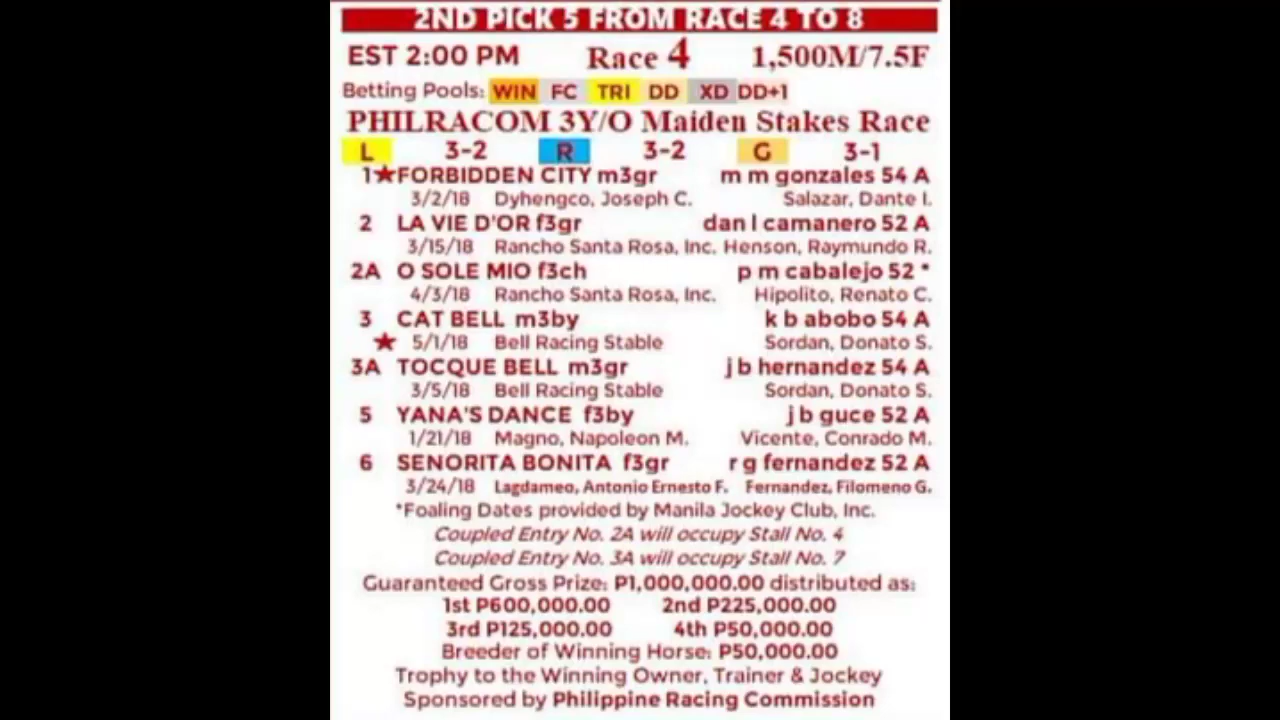 2ND PICK 5 FROM RACE 4 TO 8
EST 2:00 PM Race 4 1,500M/7.5F
Betting Pools: WIN FC TRI DD XD DD+1
PHILRACOM 3Y/O Maiden Stakes Race
L 3-2 R 3-2 G 3-1
1★FORBIDDEN CITY m3gr m m gonzales 54 A
3/2/18 Dyhengco, Joseph C. Salazar, Dante I.
2 LA VIE D'OR f3gr dan l camanero 52 A
3/15/18 Rancho Santa Rosa, Inc. Henson, Raymundo R.
2A O SOLE MIO f3ch p m cabalejo 52 *
4/3/18 Rancho Santa Rosa, Inc. Hipolito, Renato C.
3 CAT BELL m3by k b abobo 54 A
★ 5/1/18 Bell Racing Stable Sordan, Donato S.
3A TOCQUE BELL m3gr j b hernandez 54 A
3/5/18 Bell Racing Stable Sordan, Donato S.
5 YANA'S DANCE f3by j b guce 52 A
1/21/18 Magno, Napoleon M. Vicente, Conrado M.
6 SENORITA BONITA f3gr r g fernandez 52 A
3/24/18 Lagdameo, Antonio Ernesto F. Fernandez, Filomeno G.
*Foaling Dates provided by Manila Jockey Club, Inc.
Coupled Entry No. 2A will occupy Stall No. 4
Coupled Entry No. 3A will occupy Stall No. 7
Guaranteed Gross Prize: P1,000,000.00 distributed as:
1st P600,000.00 2nd P225,000.00
3rd P125,000.00 4th P50,000.00
Breeder of Winning Horse: P50,000.00
Trophy to the Winning Owner, Trainer & Jockey
Sponsored by Philippine Racing Commission